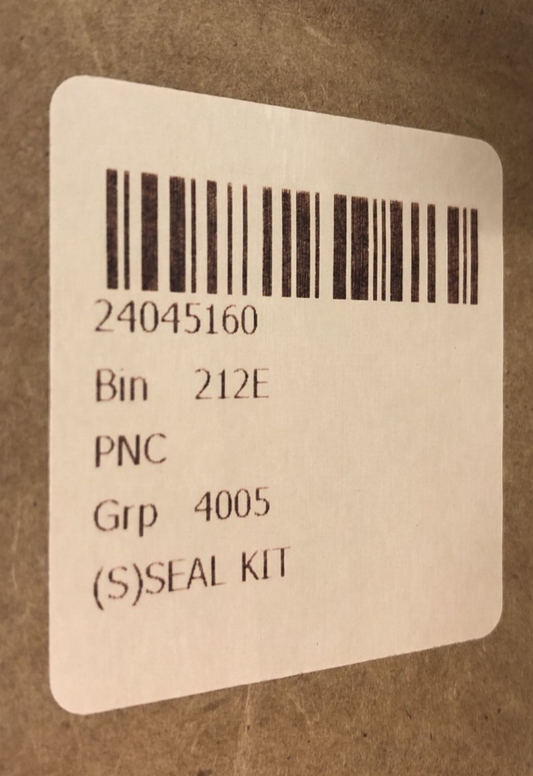 24045160
Bin 212E
PNC
Grp 4005
(S)SEAL KIT